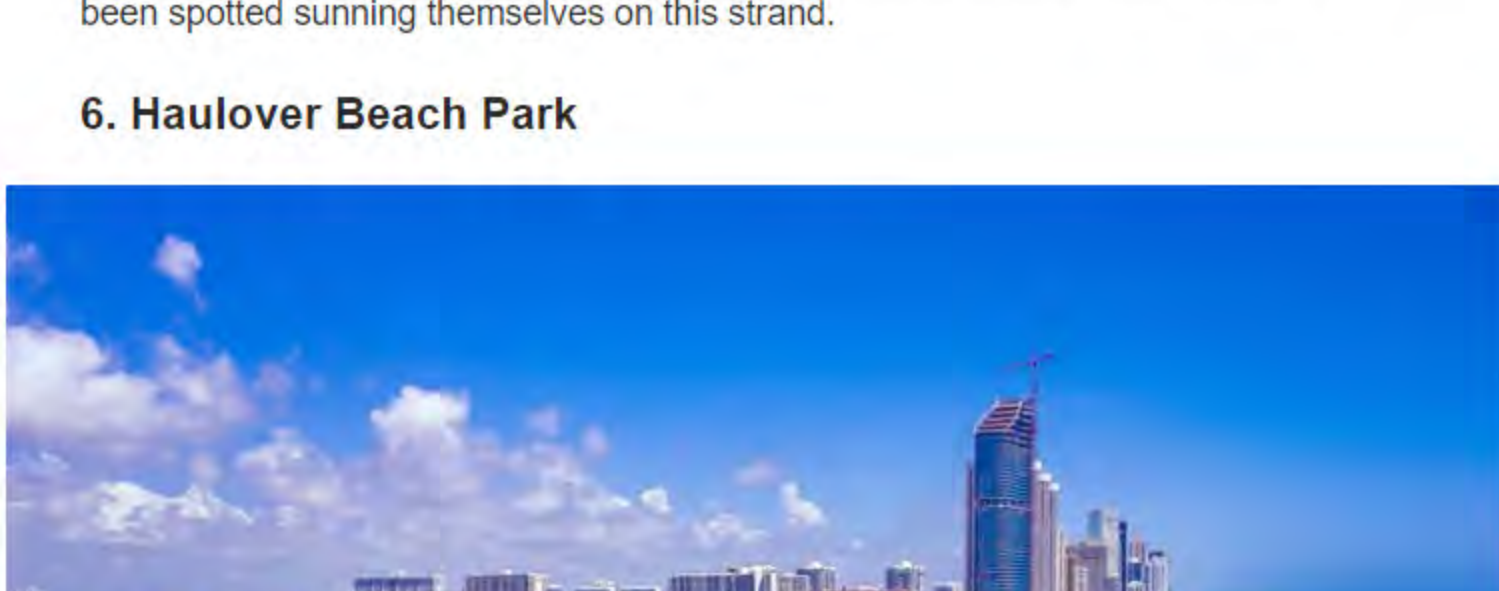 been spotted sunning themselves on this strand.
6. Haulover Beach Park